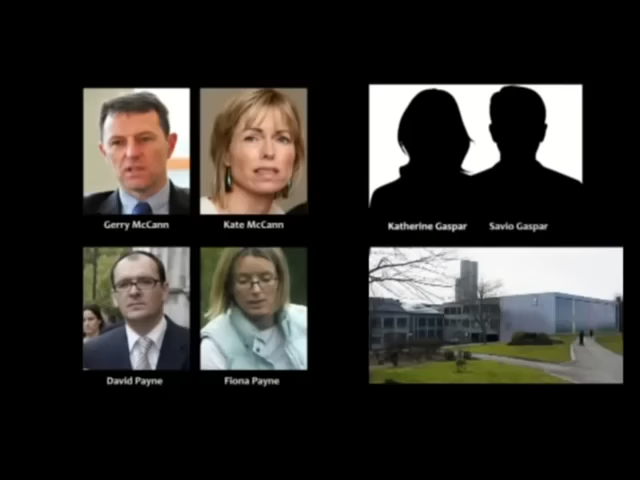 Gerry McCann
Kate McCann
Katherine Gaspar
Savio Gaspar
David Payne
Fiona Payne